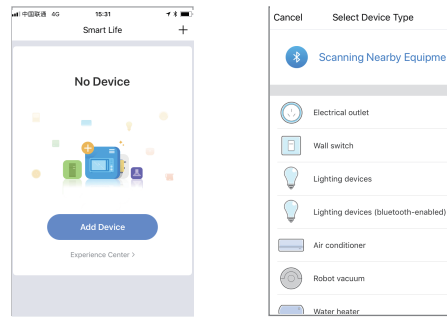 中国联通 4G 15:31
Smart Life +
No Device
Add Device
Experience Center >
Cancel Select Device Type
Scanning Nearby Equipme
Electrical outlet
Wall switch
Lighting devices
Lighting devices (bluetooth-enabled)
Air conditioner
Robot vacuum
Water heater